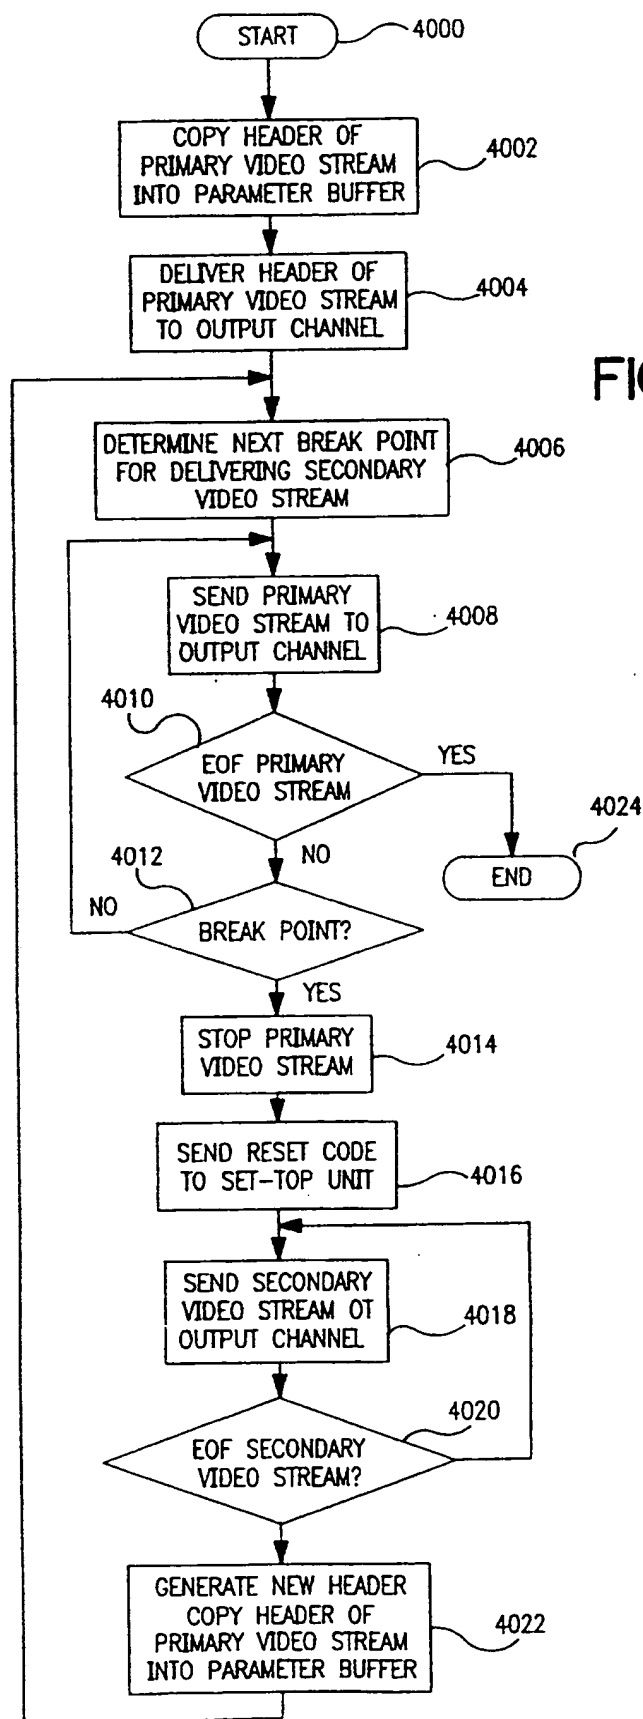 START
4000
COPY HEADER OF
PRIMARY VIDEO STREAM
INTO PARAMETER BUFFER
4002
DELIVER HEADER OF
PRIMARY VIDEO STREAM
TO OUTPUT CHANNEL
4004
FIG
DETERMINE NEXT BREAK POINT
FOR DELIVERING SECONDARY
VIDEO STREAM
4006
SEND PRIMARY
VIDEO STREAM TO
OUTPUT CHANNEL
4008
4010
EOF PRIMARY
VIDEO STREAM
YES
4024
END
NO
4012
NO
BREAK POINT?
YES
STOP PRIMARY
VIDEO STREAM
4014
SEND RESET CODE
TO SET-TOP UNIT
4016
SEND SECONDARY
VIDEO STREAM OT
OUTPUT CHANNEL
4018
4020
EOF SECONDARY
VIDEO STREAM?
GENERATE NEW HEADER
COPY HEADER OF
PRIMARY VIDEO STREAM
INTO PARAMETER BUFFER
4022